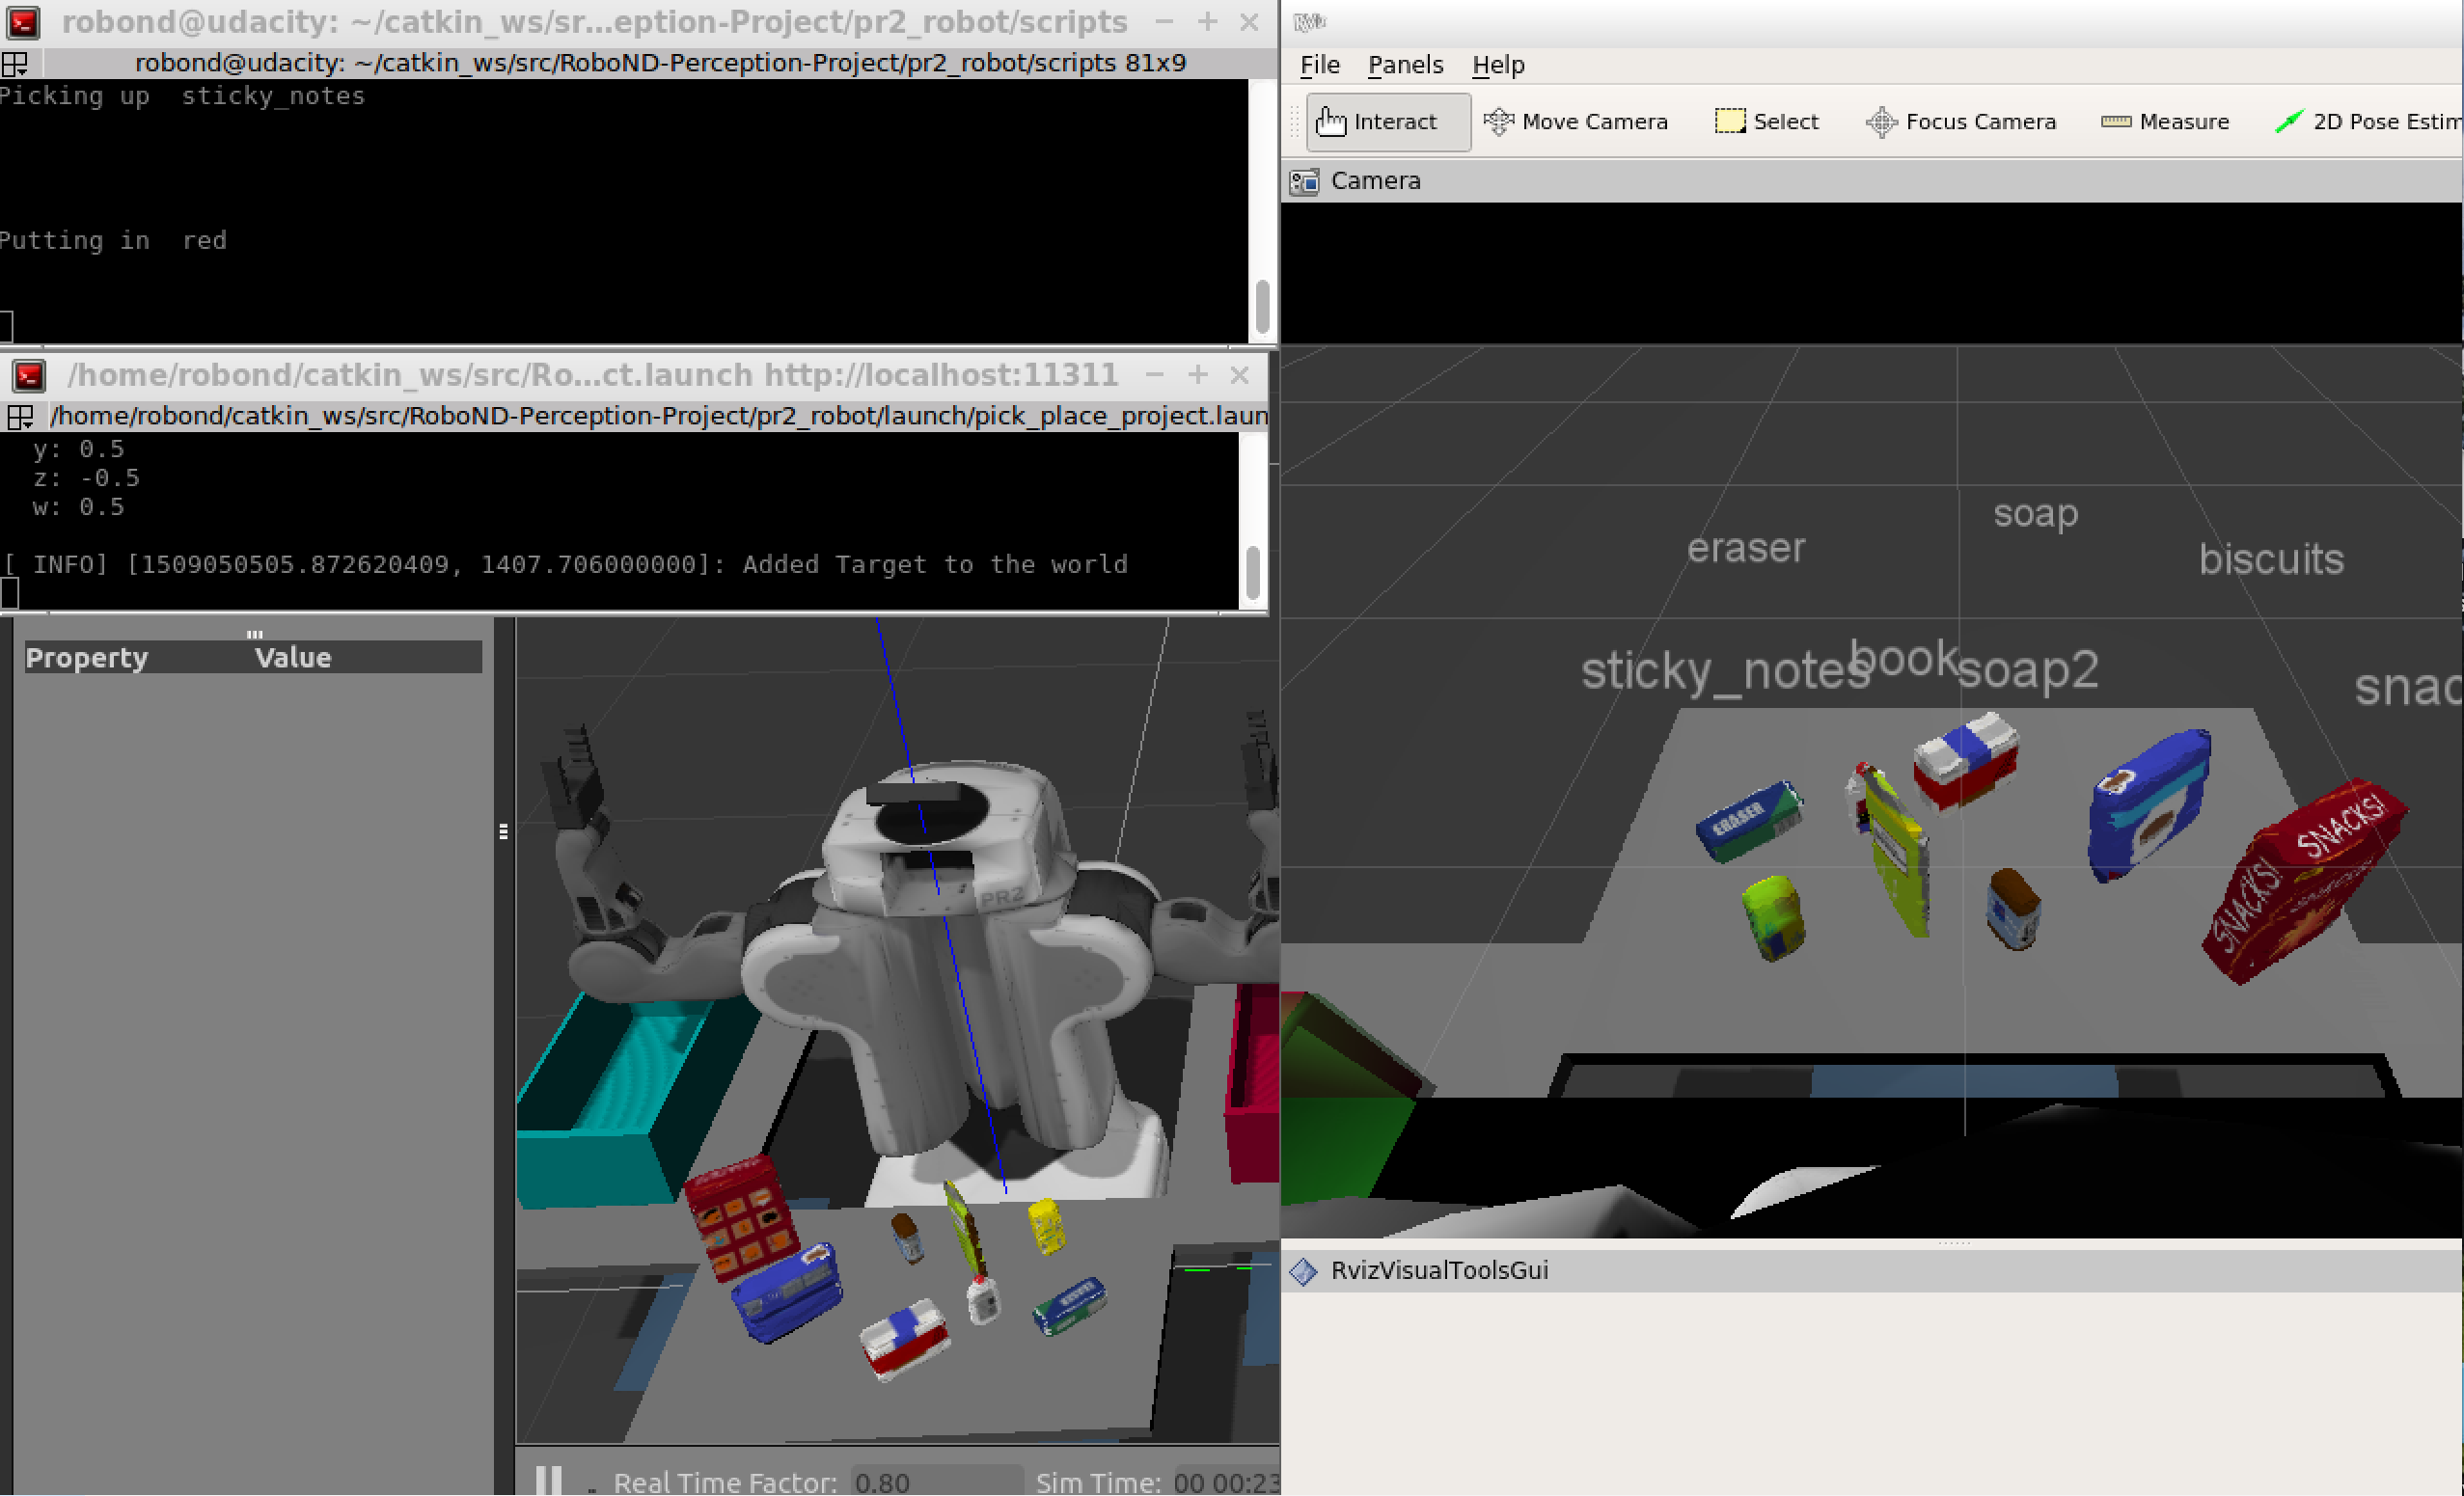 robond@udacity: ~/catkin_ws/sr...eption-Project/pr2_robot/scripts
robond@udacity: ~/catkin_ws/src/RoboND-Perception-Project/pr2_robot/scripts 81x9
Picking up  sticky_notes
Putting in  red
/home/robond/catkin_ws/src/Ro...ct.launch http://localhost:11311
/home/robond/catkin_ws/src/RoboND-Perception-Project/pr2_robot/launch/pick_place_project.laun
y: 0.5
z: -0.5
w: 0.5
[ INFO] [1509050505.872620409, 1407.706000000]: Added Target to the world
Property Value
PR2
Real Time Factor: 0.80 Sim Time: 00 00:23
RViz
File Panels Help
Interact Move Camera Select Focus Camera Measure 2D Pose Estim
Camera
soap
eraser
biscuits
sticky_notes
book
soap2
snac
ERASER
SNACKS!
SNACKS!
RvizVisualToolsGui